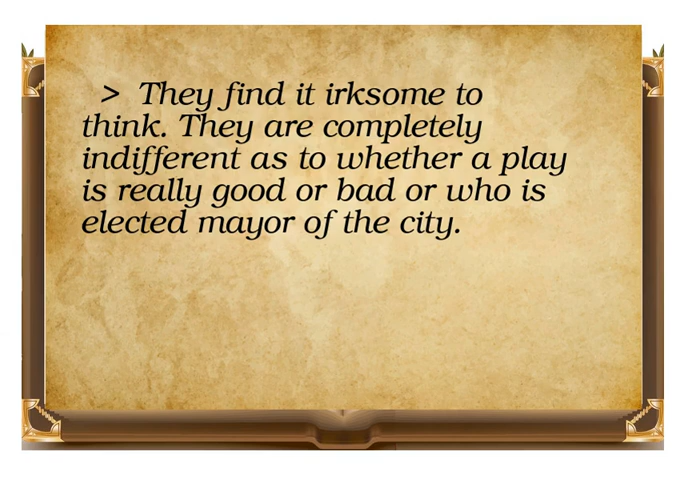 > They find it irksome to
think. They are completely
indifferent as to whether a play
is really good or bad or who is
elected mayor of the city.